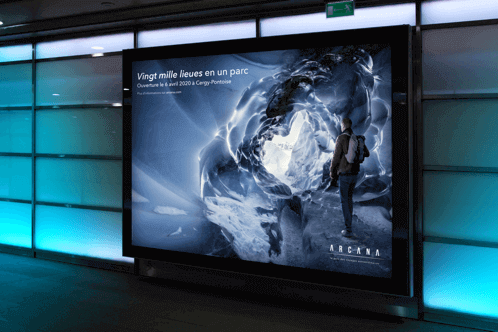 Vingt mille lieues en un parc
Ouverture le 6 avril 2020 à Cergy-Pontoise
ARCANA